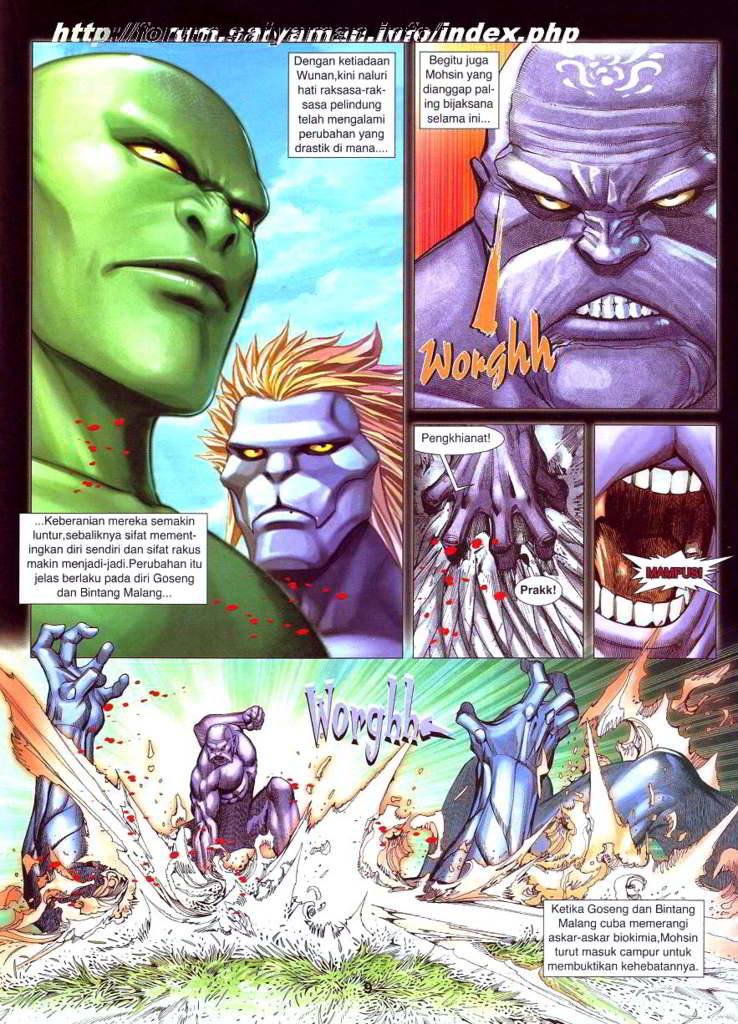 http://forum.saiyaman.info/index.php
Dengan ketiadaan
Wunan,kini naluri
hati raksasa-rak-
sasa pelindung
telah mengalami
perubahan yang
drastik di mana....
Begitu juga
Mohsin yang
dianggap pal-
ing bijaksana
selama ini...
Worghh
...Keberanian mereka semakin
luntur,sebaliknya sifat mement-
ingkan diri sendiri dan sifat rakus
makin menjadi-jadi.Perubahan itu
jelas berlaku pada diri Goseng
dan Bintang Malang...
Pengkhianat!
Prakk!
MAMPUS!
Worghh
Ketika Goseng dan Bintang
Malang cuba memerangi
askar-askar biokimia,Mohsin
turut masuk campur untuk
membuktikan kehebatannya.
9